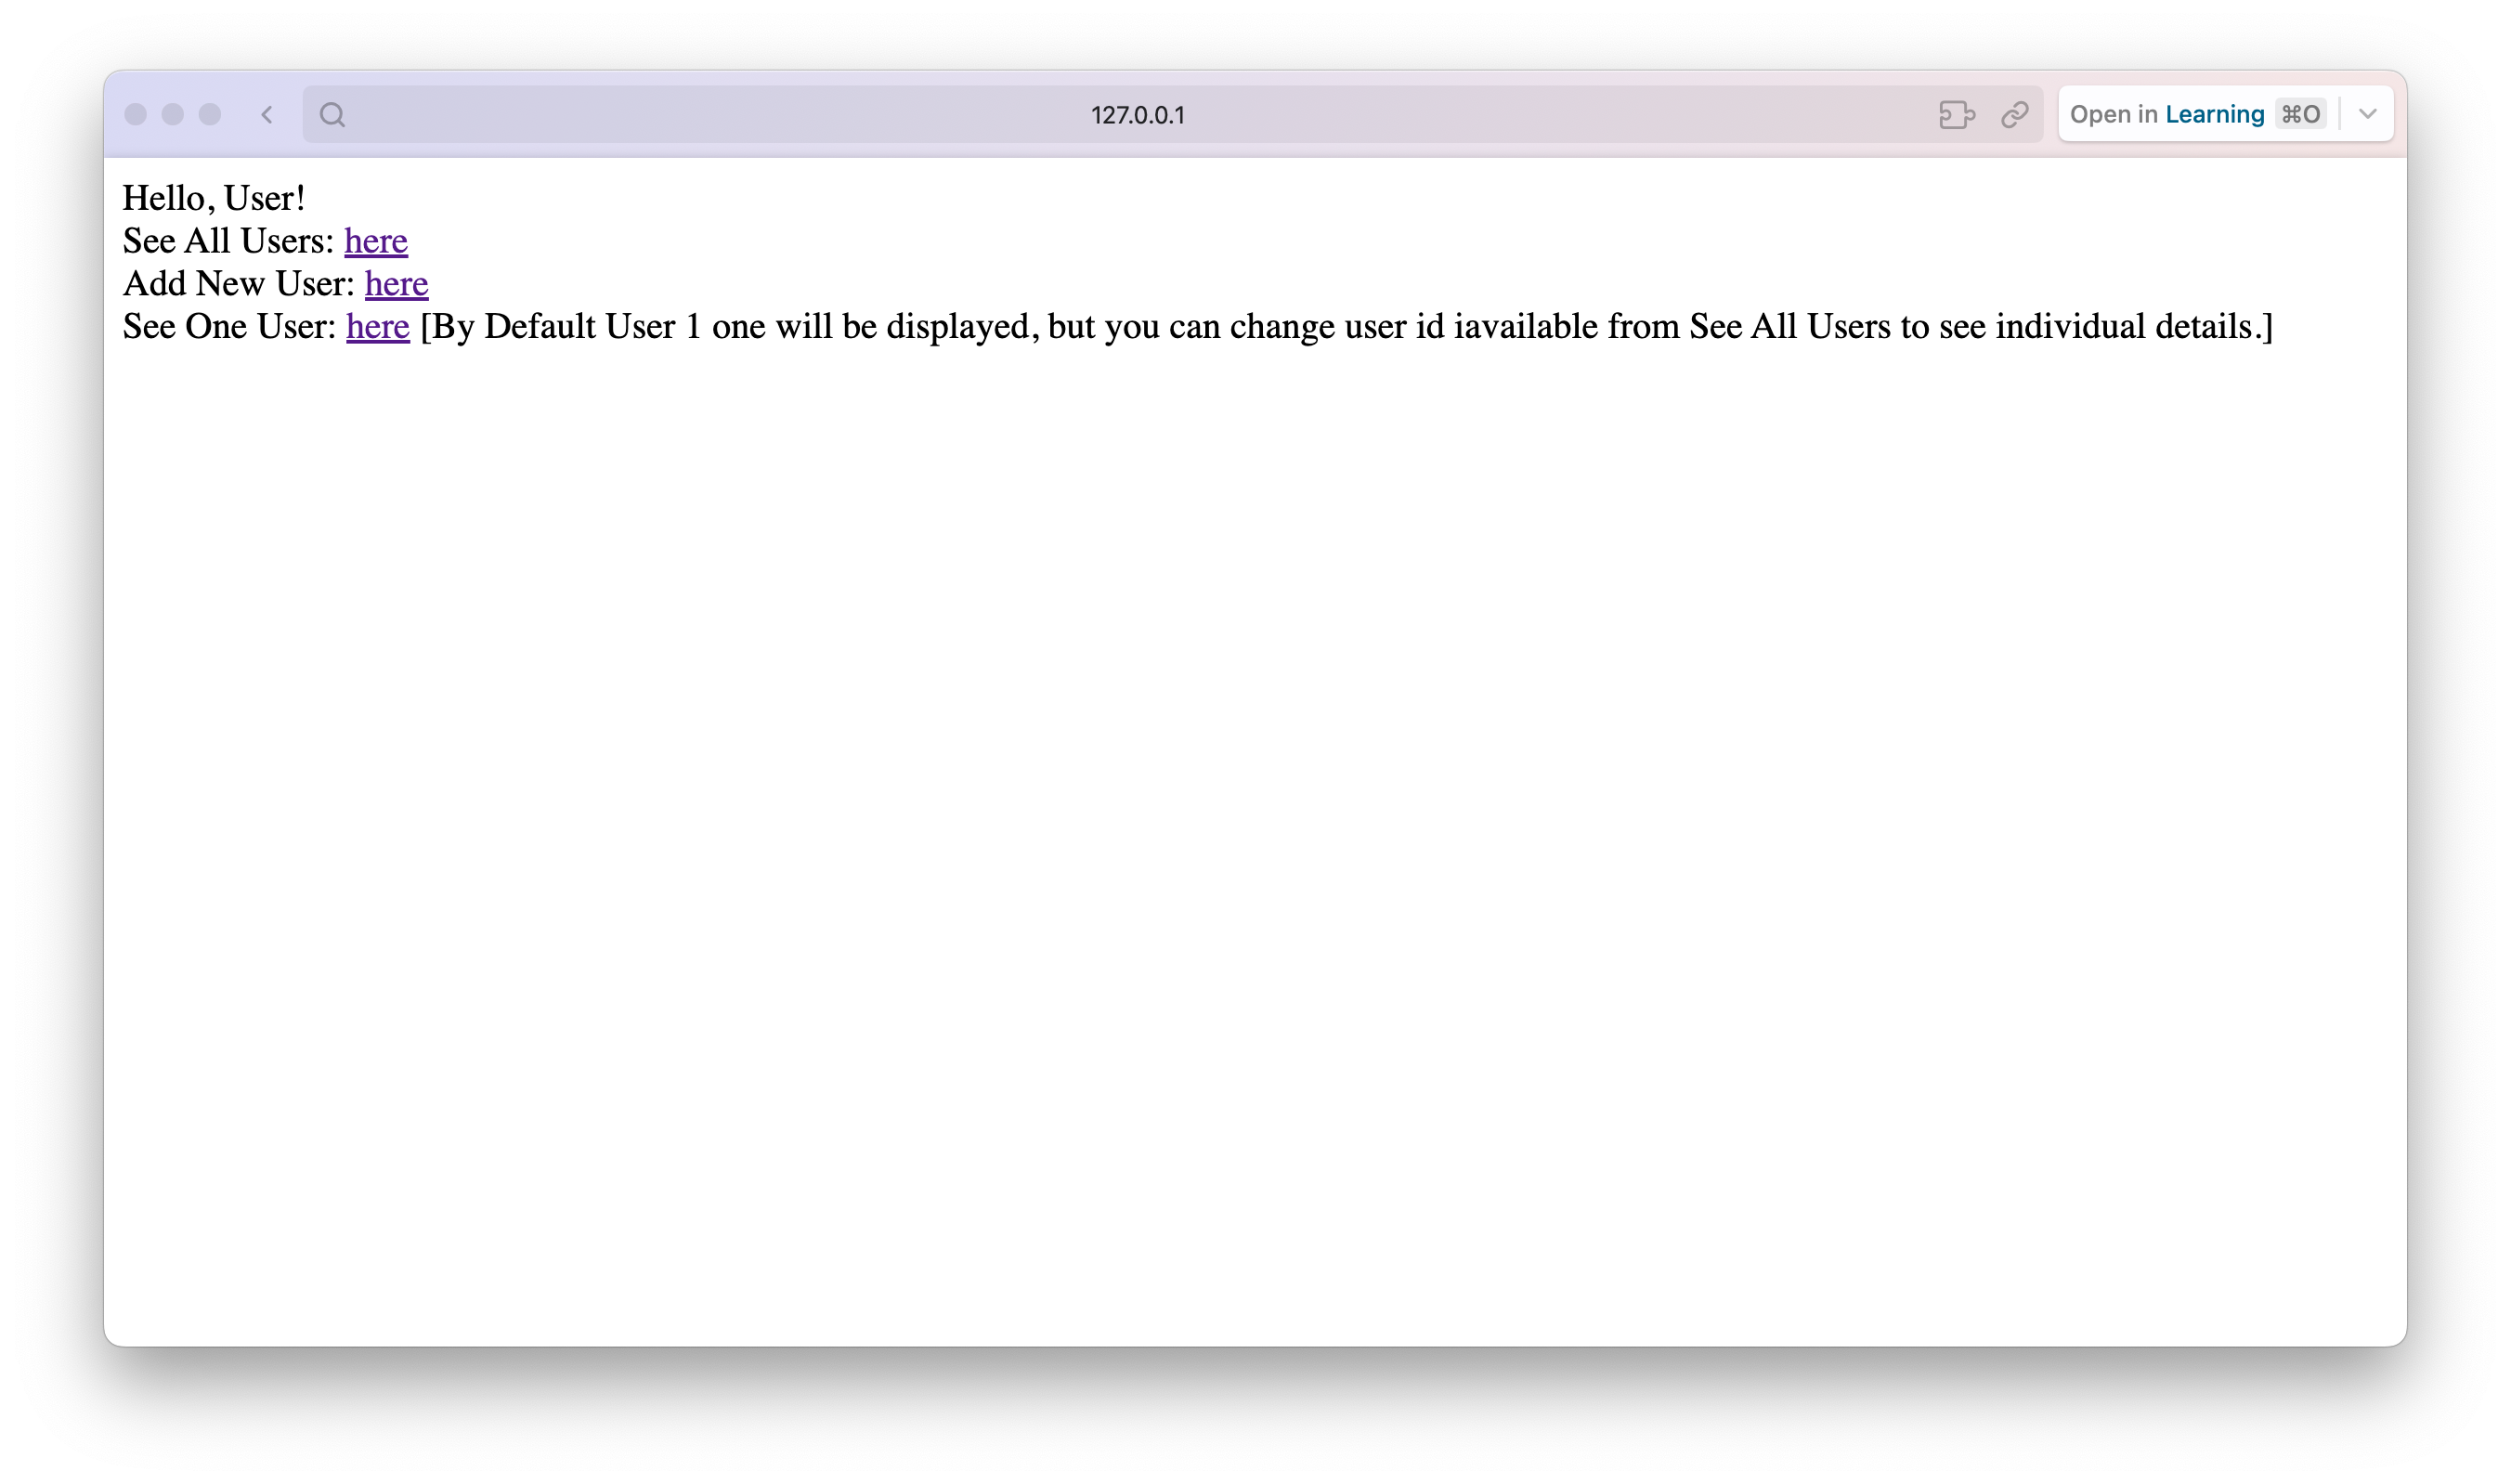 127.0.0.1
Open in Learning ⌘O
Hello, User!
See All Users: here
Add New User: here
See One User: here [By Default User 1 one will be displayed, but you can change user id iavailable from See All Users to see individual details.]